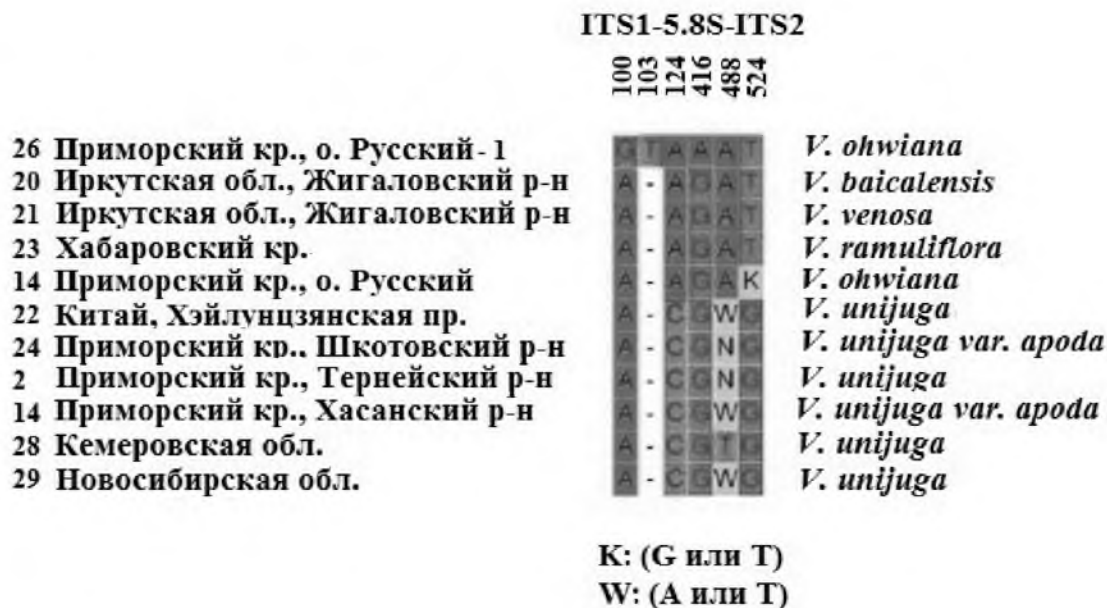 ITS1-5.8S-ITS2
100 103 124 416 488 524
26 Приморский кр., о. Русский-1 G T A A A T V. ohwiana
20 Иркутская обл., Жигаловский р-н A - A G A T V. baicalensis
21 Иркутская обл., Жигаловский р-н A - A G A T V. venosa
23 Хабаровский кр. A - A G A T V. ramuliflora
14 Приморский кр., о. Русский A - A G A K V. ohwiana
22 Китай, Хэйлунцзянская пр. A - C G W G V. unijuga
24 Приморский кр., Шкотовский р-н A - C G N G V. unijuga var. apoda
2 Приморский кр., Тернейский р-н A - C G N G V. unijuga
14 Приморский кр., Хасанский р-н A - C G W G V. unijuga var. apoda
28 Кемеровская обл. A - C G T G V. unijuga
29 Новосибирская обл. A - C G W G V. unijuga
K: (G или T)
W: (A или T)